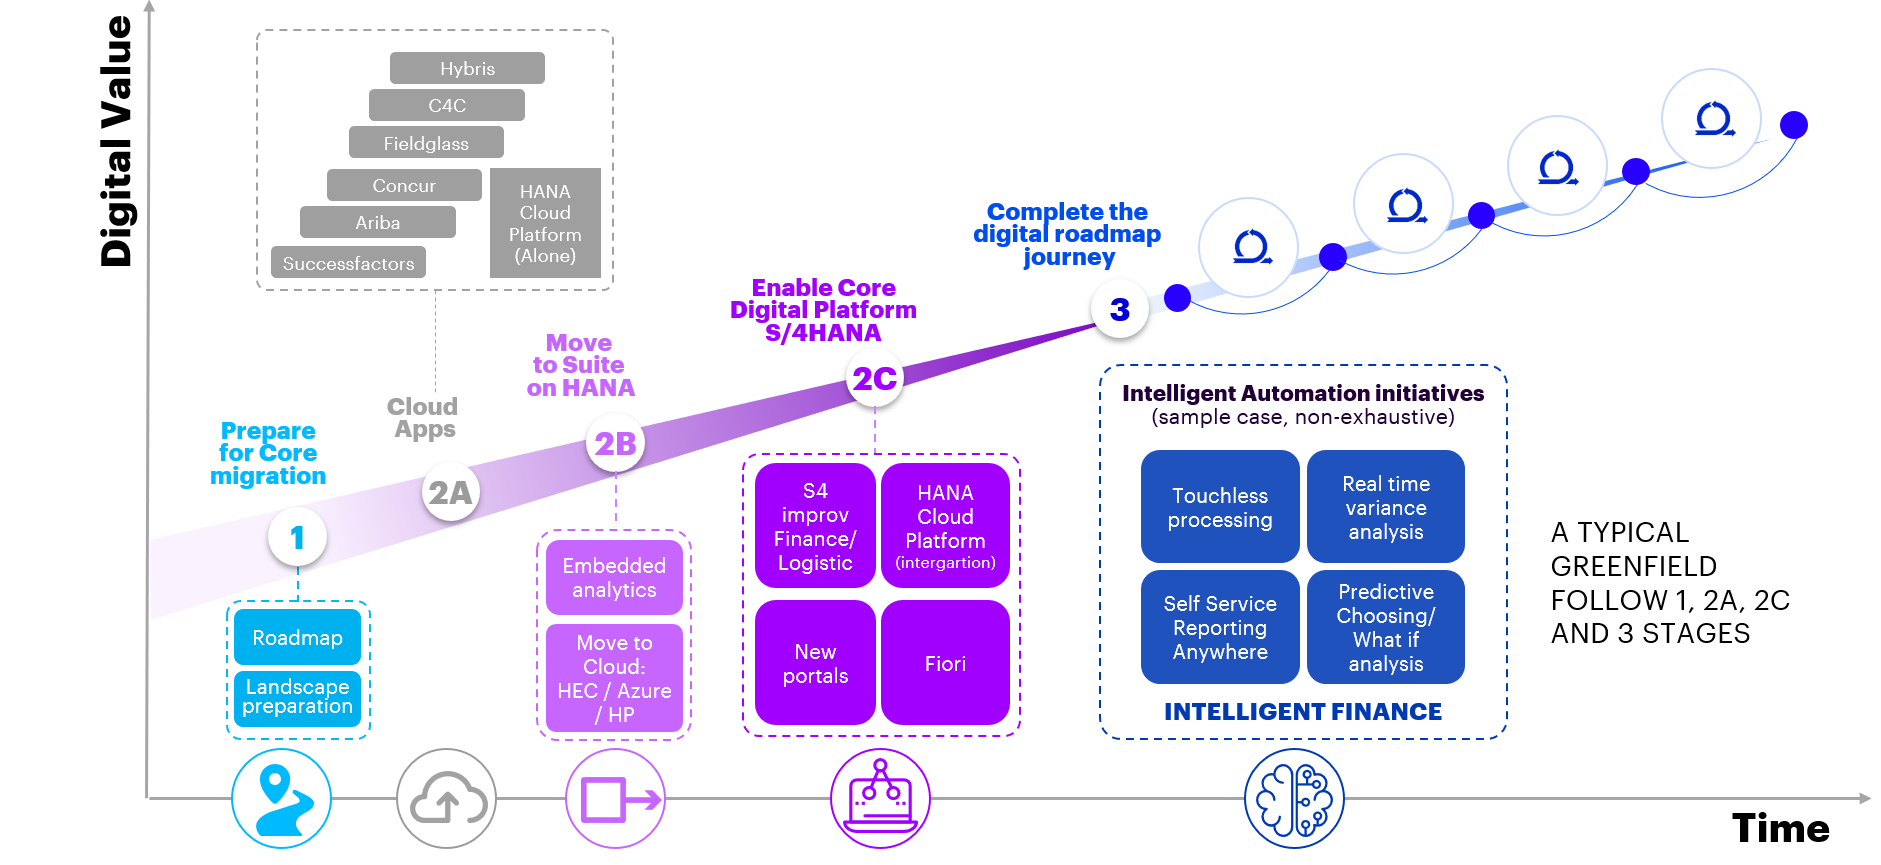 Digital Value
Hybris
C4C
Fieldglass
Concur
Ariba
Successfactors
HANA
Cloud
Platform
(Alone)
Cloud
Apps
2A
Prepare
for Core
migration
1
Roadmap
Landscape
preparation
Move
to Suite
on HANA
2B
Embedded
analytics
Move to
Cloud:
HEC / Azure
/ HP
Enable Core
Digital Platform
S/4HANA
2C
S4
improv
Finance/
Logistic
HANA
Cloud
Platform
(intergartion)
New
portals
Fiori
Complete the
digital roadmap
journey
3
Intelligent Automation initiatives
(sample case, non-exhaustive)
Touchless
processing
Real time
variance
analysis
Self Service
Reporting
Anywhere
Predictive
Choosing/
What if
analysis
INTELLIGENT FINANCE
A TYPICAL
GREENFIELD
FOLLOW 1, 2A, 2C
AND 3 STAGES
Time